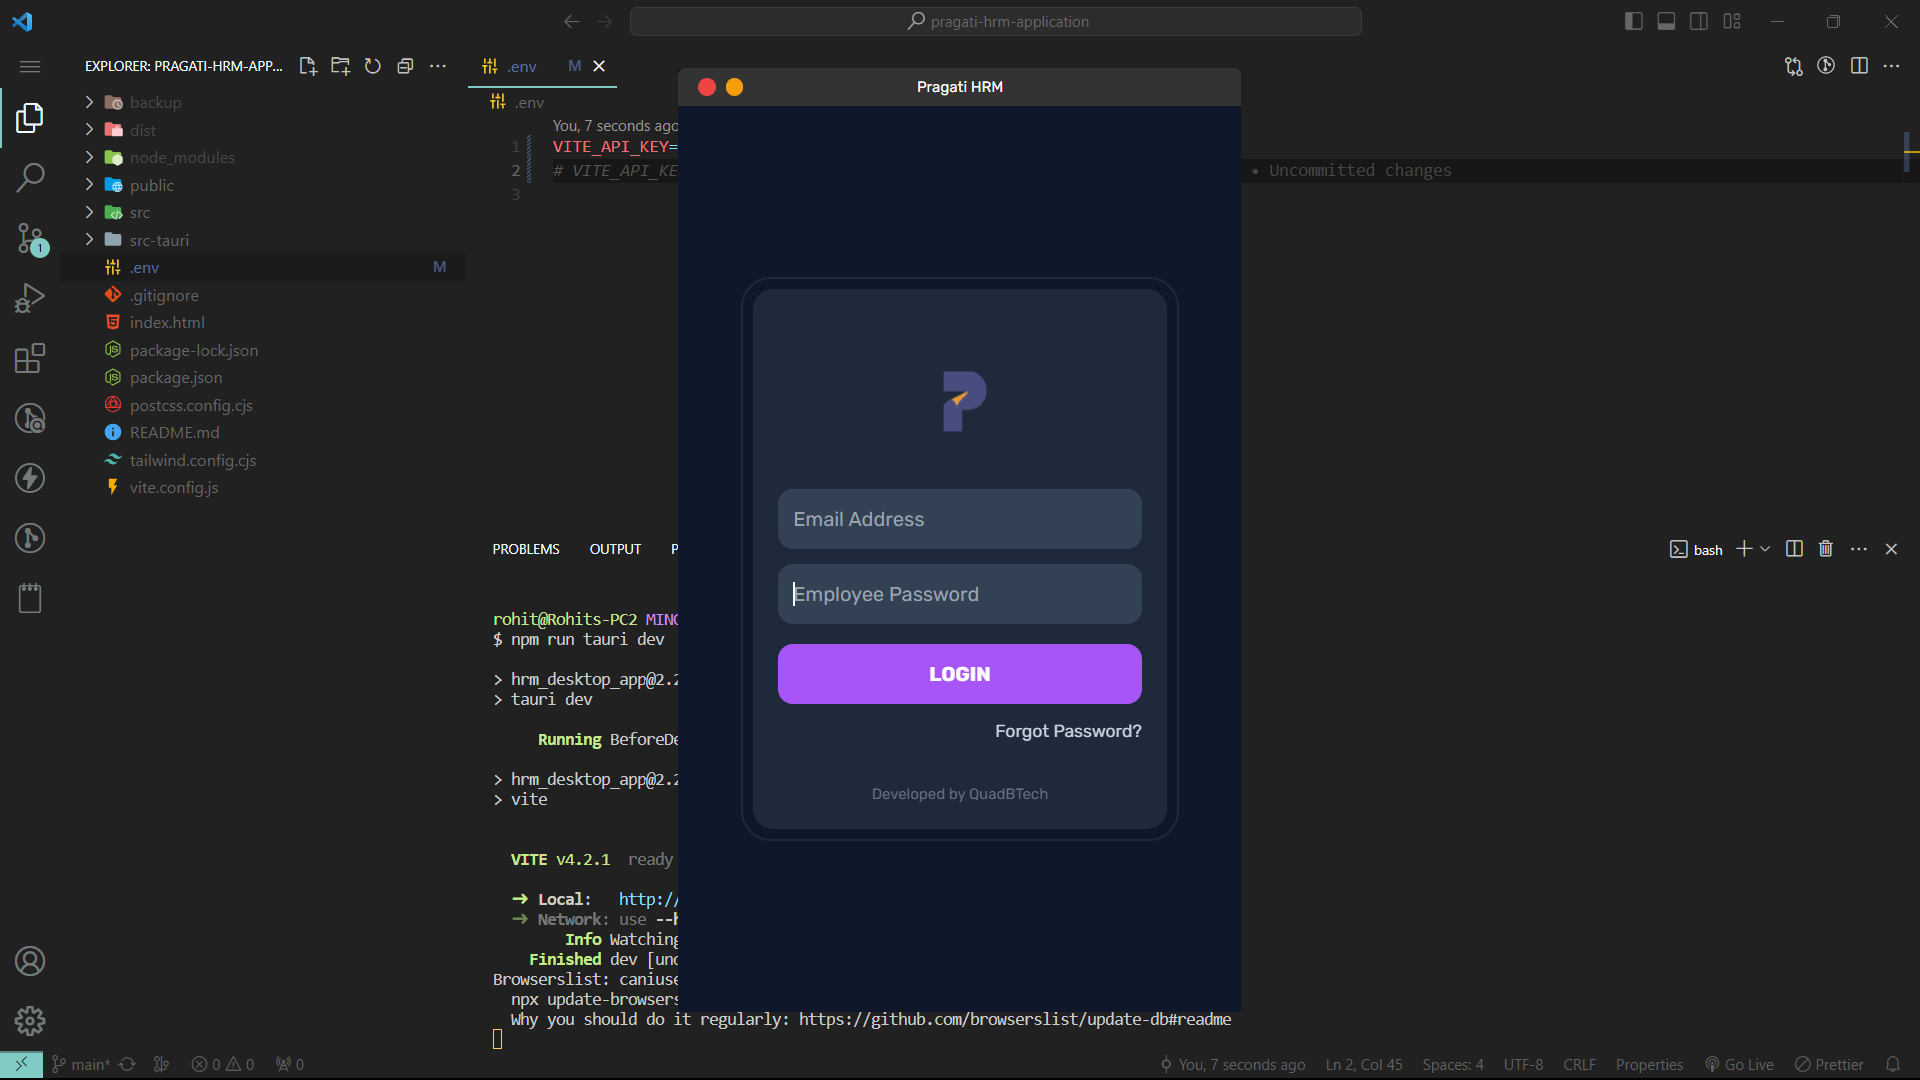 pragati-hrm-application
EXPLORER: PRAGATI-HRM-APP...
.env M
.env
backup
dist
node_modules
public
src
src-tauri
.env M
.gitignore
index.html
package-lock.json
package.json
postcss.config.cjs
README.md
tailwind.config.cjs
vite.config.js
1
You, 7 seconds ago
1 VITE_API_KEY=
2 # VITE_API_KE
• Uncommitted changes
3
Pragati HRM
P
Email Address
Employee Password
LOGIN
Forgot Password?
Developed by QuadBTech
PROBLEMS OUTPUT P
bash
rohit@Rohits-PC2 MING
$ npm run tauri dev
> hrm_desktop_app@2.2
> tauri dev
Running BeforeDe
> hrm_desktop_app@2.2
> vite
VITE v4.2.1 ready
➜ Local: http://
➜ Network: use --h
Info Watching
Finished dev [uno
Browserslist: caniuse
npx update-browsers
Why you should do it regularly: https://github.com/browserslist/update-db#readme
main* 0 0 0
You, 7 seconds ago Ln 2, Col 45 Spaces: 4 UTF-8 CRLF Properties Go Live Prettier